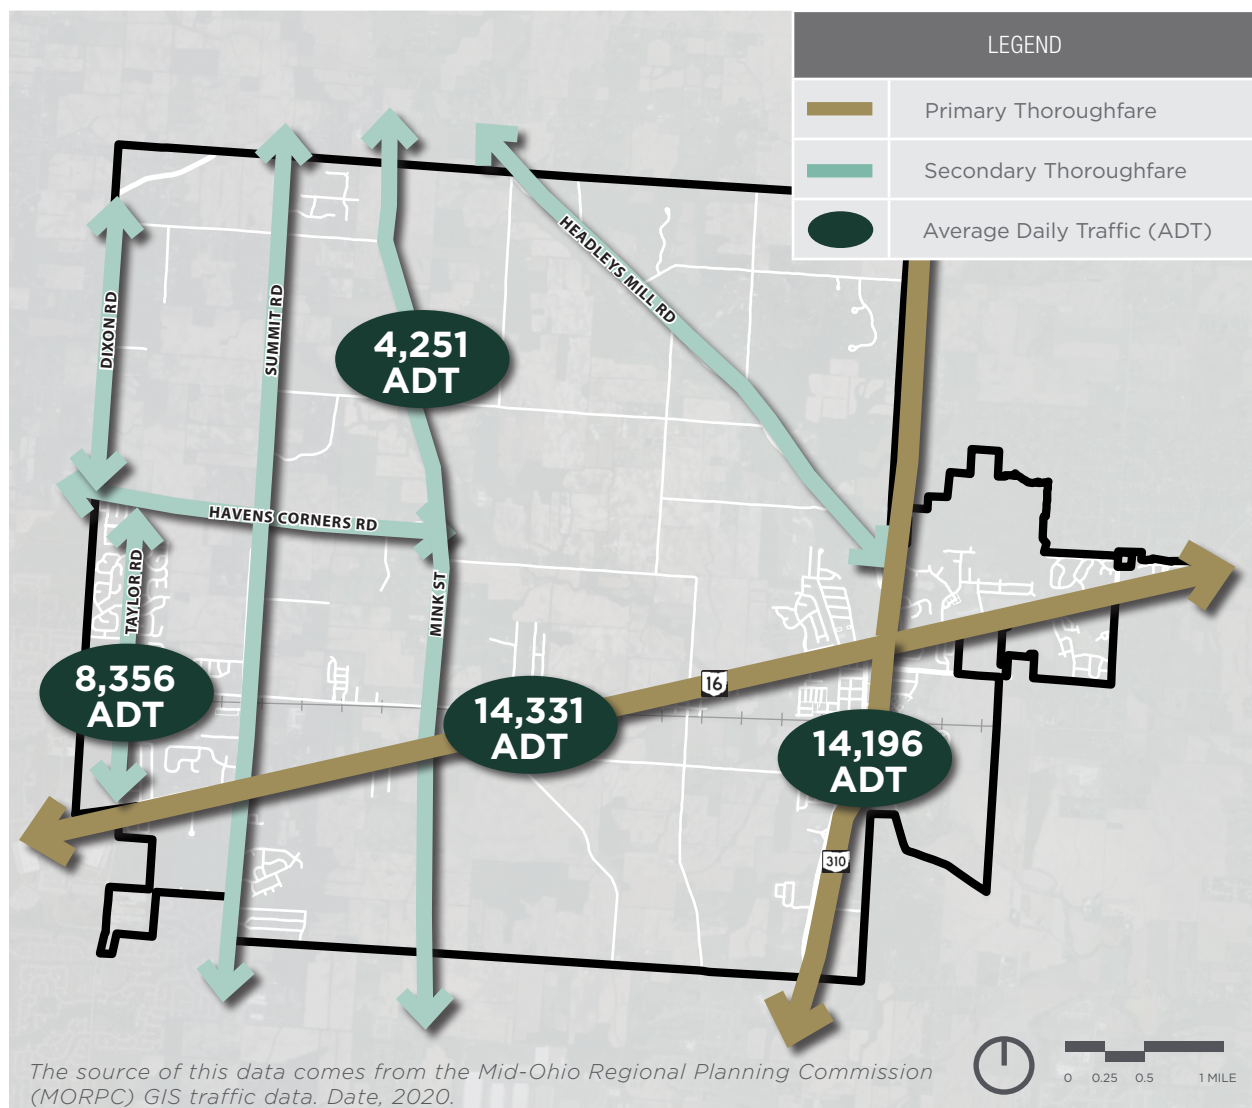 LEGEND
Primary Thoroughfare
Secondary Thoroughfare
Average Daily Traffic (ADT)
DIXON RD
SUMMIT RD
HEADLEYS MILL RD
4,251
ADT
HAVENS CORNERS RD
TAYLOR RD
MINK ST
8,356
ADT
16
14,331
ADT
14,196
ADT
310
The source of this data comes from the Mid-Ohio Regional Planning Commission
(MORPC) GIS traffic data. Date, 2020.
0 0.25 0.5 1 MILE